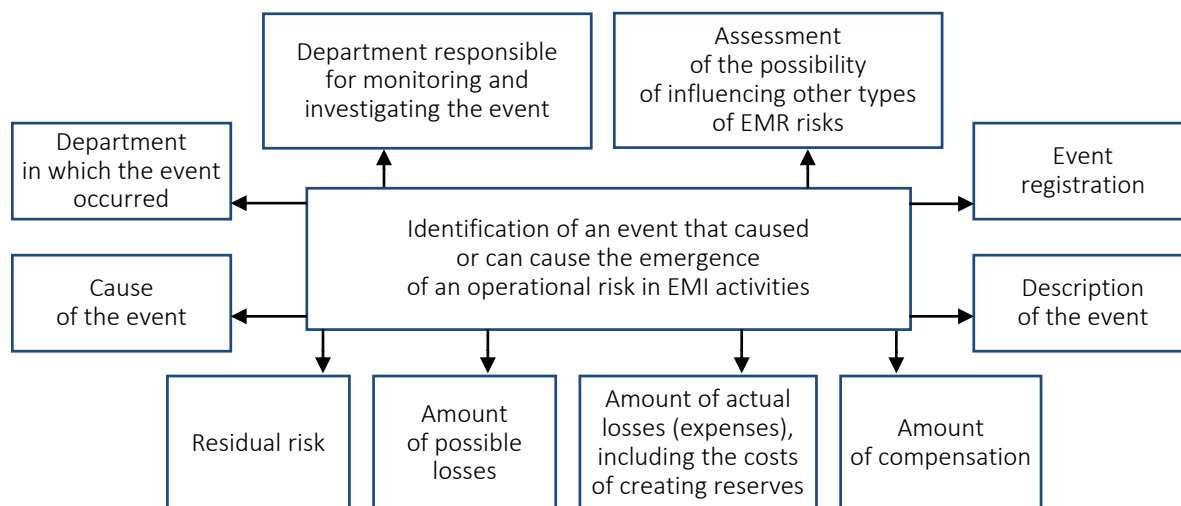 Department responsible
for monitoring and
investigating the event
Assessment
of the possibility
of influencing other types
of EMR risks
Department
in which the event
occurred
Event
registration
Identification of an event that caused
or can cause the emergence
of an operational risk in EMI activities
Cause
of the event
Description
of the event
Residual risk
Amount
of possible
losses
Amount of actual
losses (expenses),
including the costs
of creating reserves
Amount
of compensation